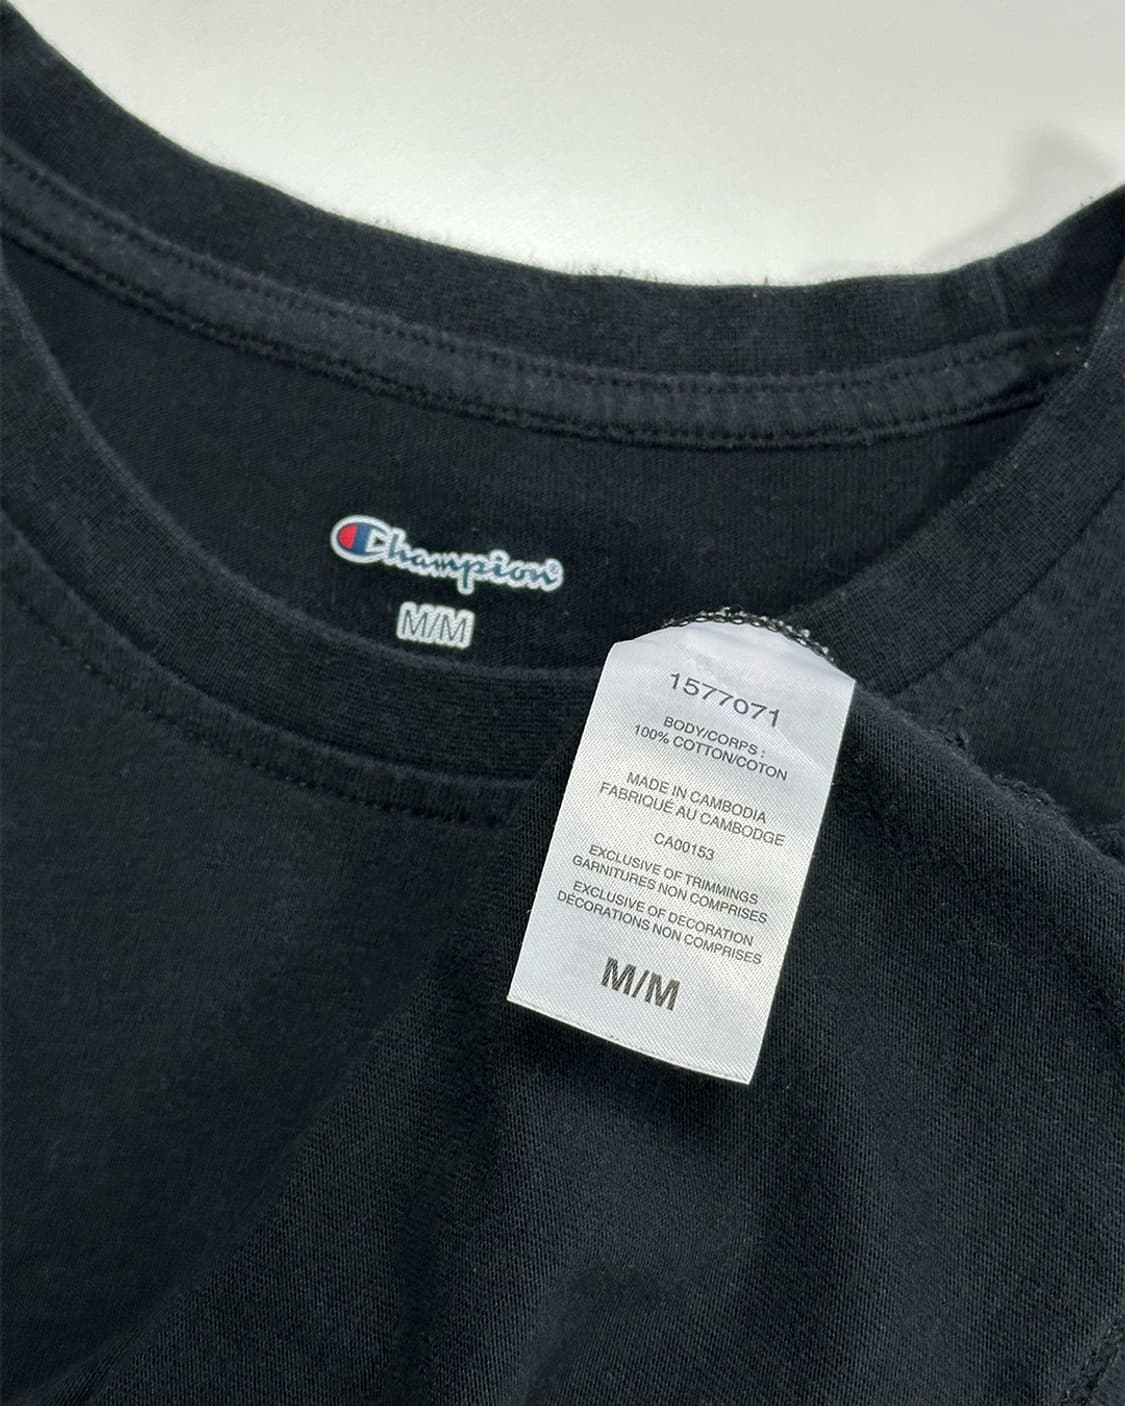 Champion®
M/M
1577071
BODY/CORPS :
100% COTTON/COTON
MADE IN CAMBODIA
FABRIQUÉ AU CAMBODGE
CA00153
EXCLUSIVE OF TRIMMINGS
GARNITURES NON COMPRISES
EXCLUSIVE OF DECORATION
DÉCORATIONS NON COMPRISES
M/M